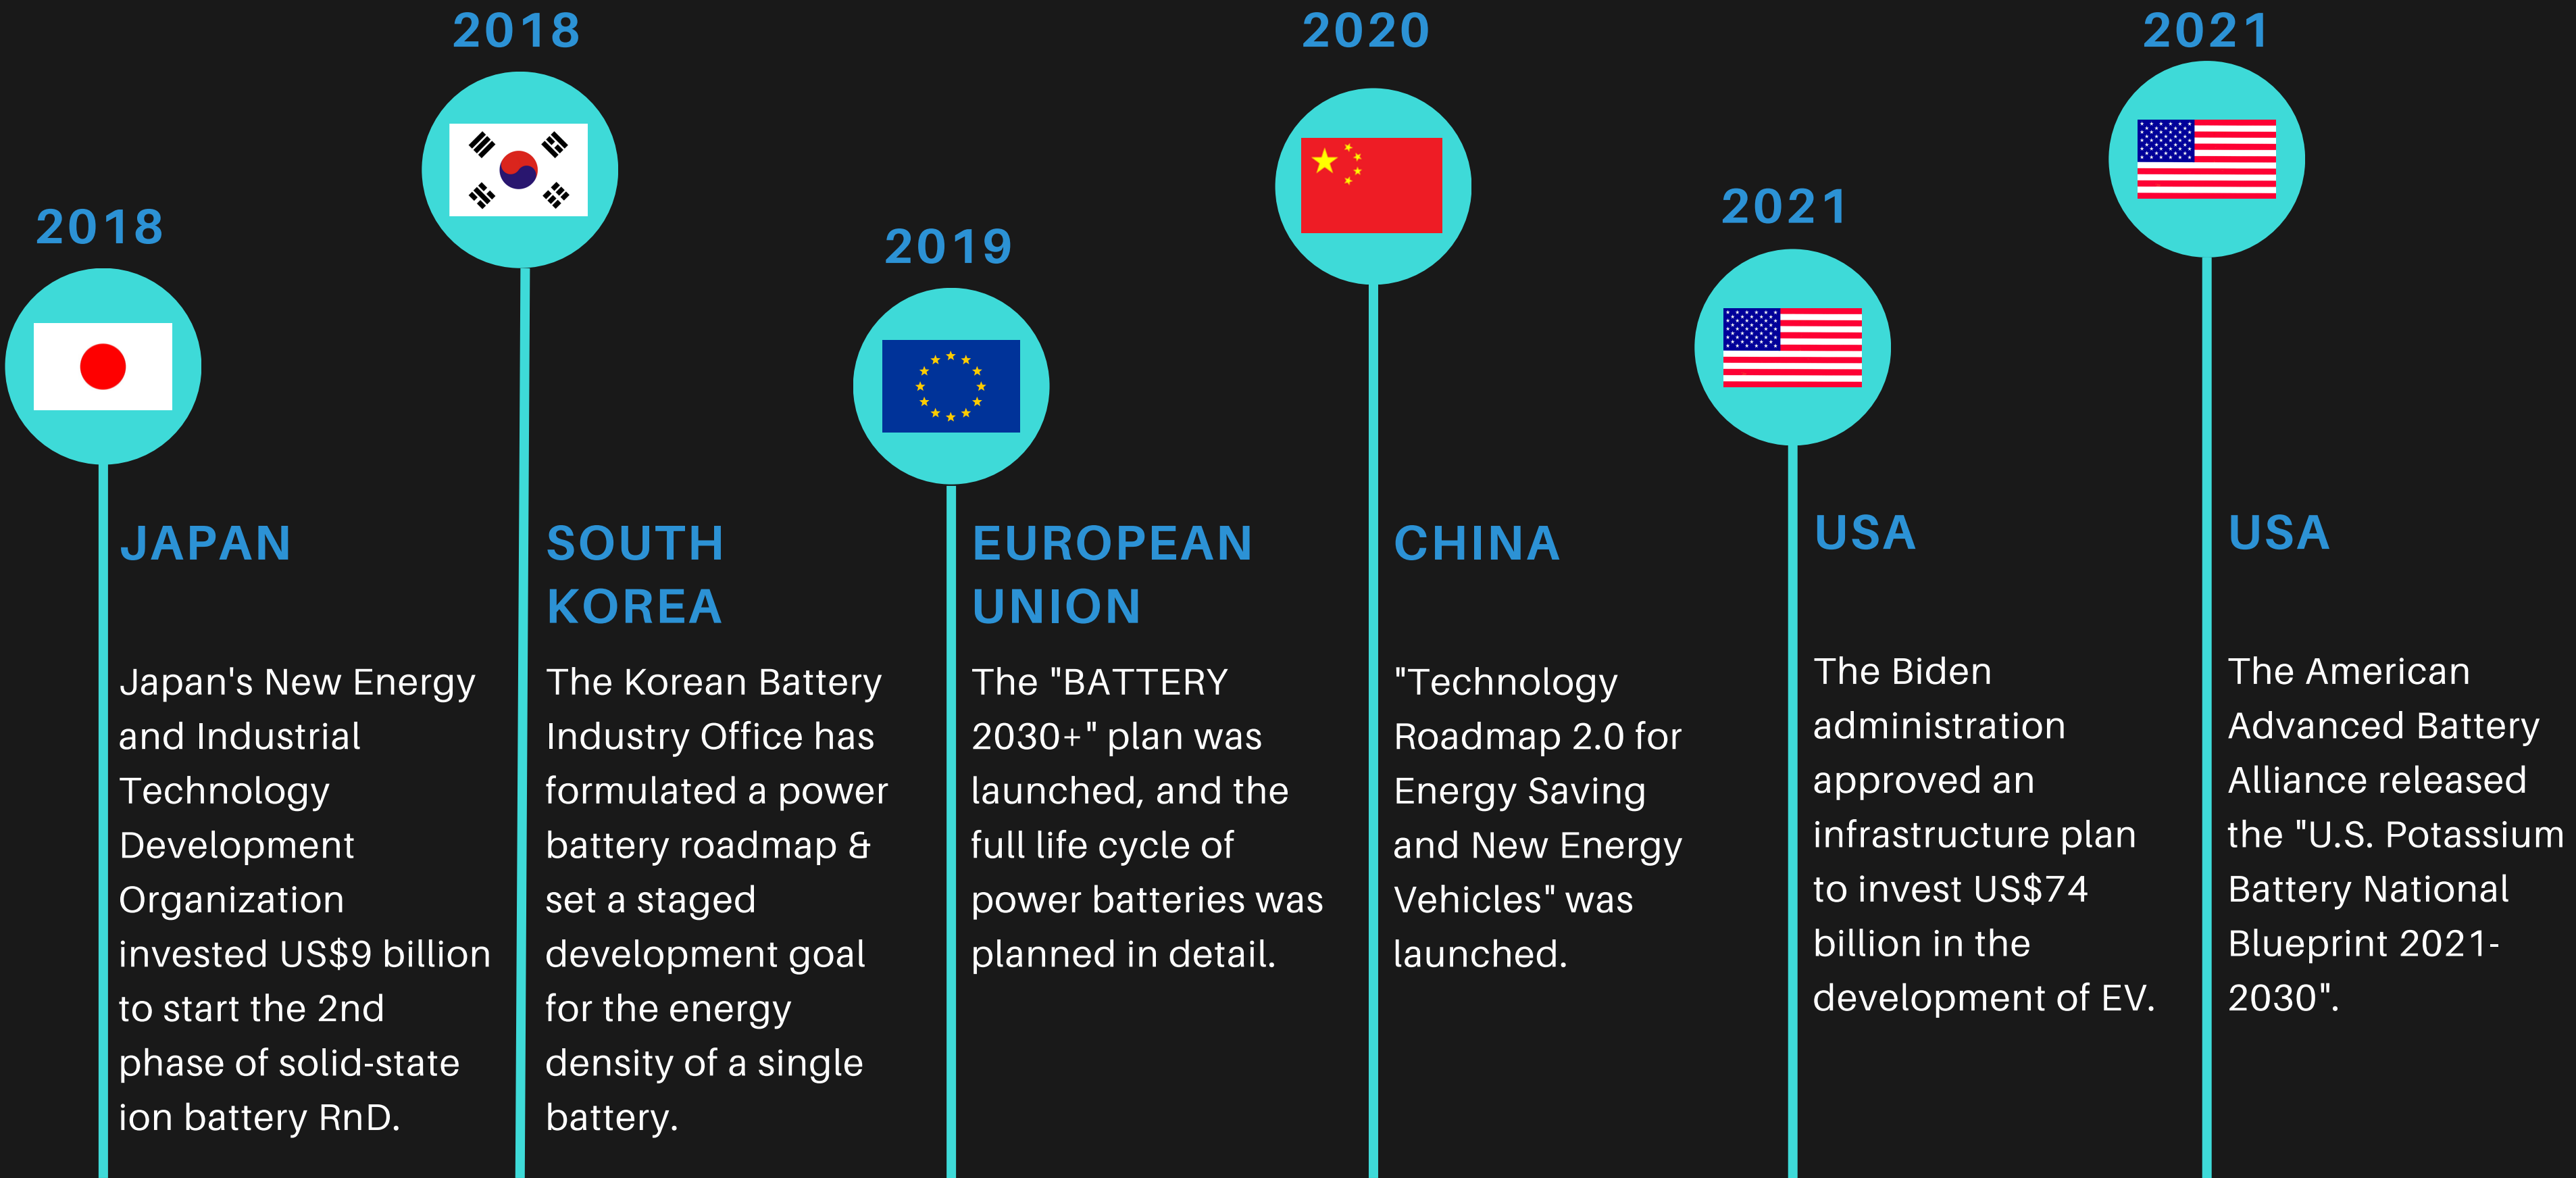 2018
JAPAN
Japan's New Energy
and Industrial
Technology
Development
Organization
invested US$9 billion
to start the 2nd
phase of solid-state
ion battery RnD.
2018
SOUTH
KOREA
The Korean Battery
Industry Office has
formulated a power
battery roadmap &
set a staged
development goal
for the energy
density of a single
battery.
2019
EUROPEAN
UNION
The "BATTERY
2030+" plan was
launched, and the
full life cycle of
power batteries was
planned in detail.
2020
CHINA
"Technology
Roadmap 2.0 for
Energy Saving
and New Energy
Vehicles" was
launched.
2021
USA
The Biden
administration
approved an
infrastructure plan
to invest US$74
billion in the
development of EV.
2021
USA
The American
Advanced Battery
Alliance released
the "U.S. Potassium
Battery National
Blueprint 2021-
2030".